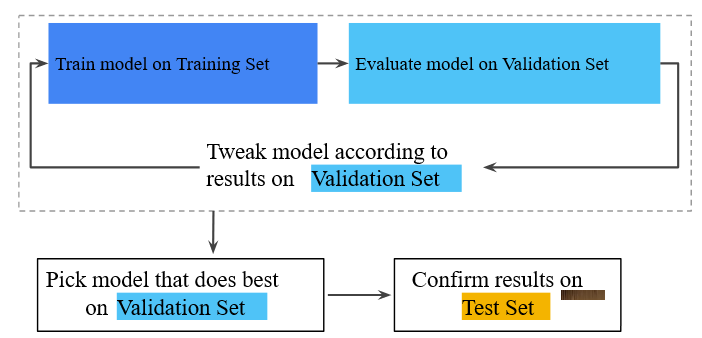 Train model on Training Set
Evaluate model on Validation Set
Tweak model according to
results on Validation Set
Pick model that does best
on Validation Set
Confirm results on
Test Set